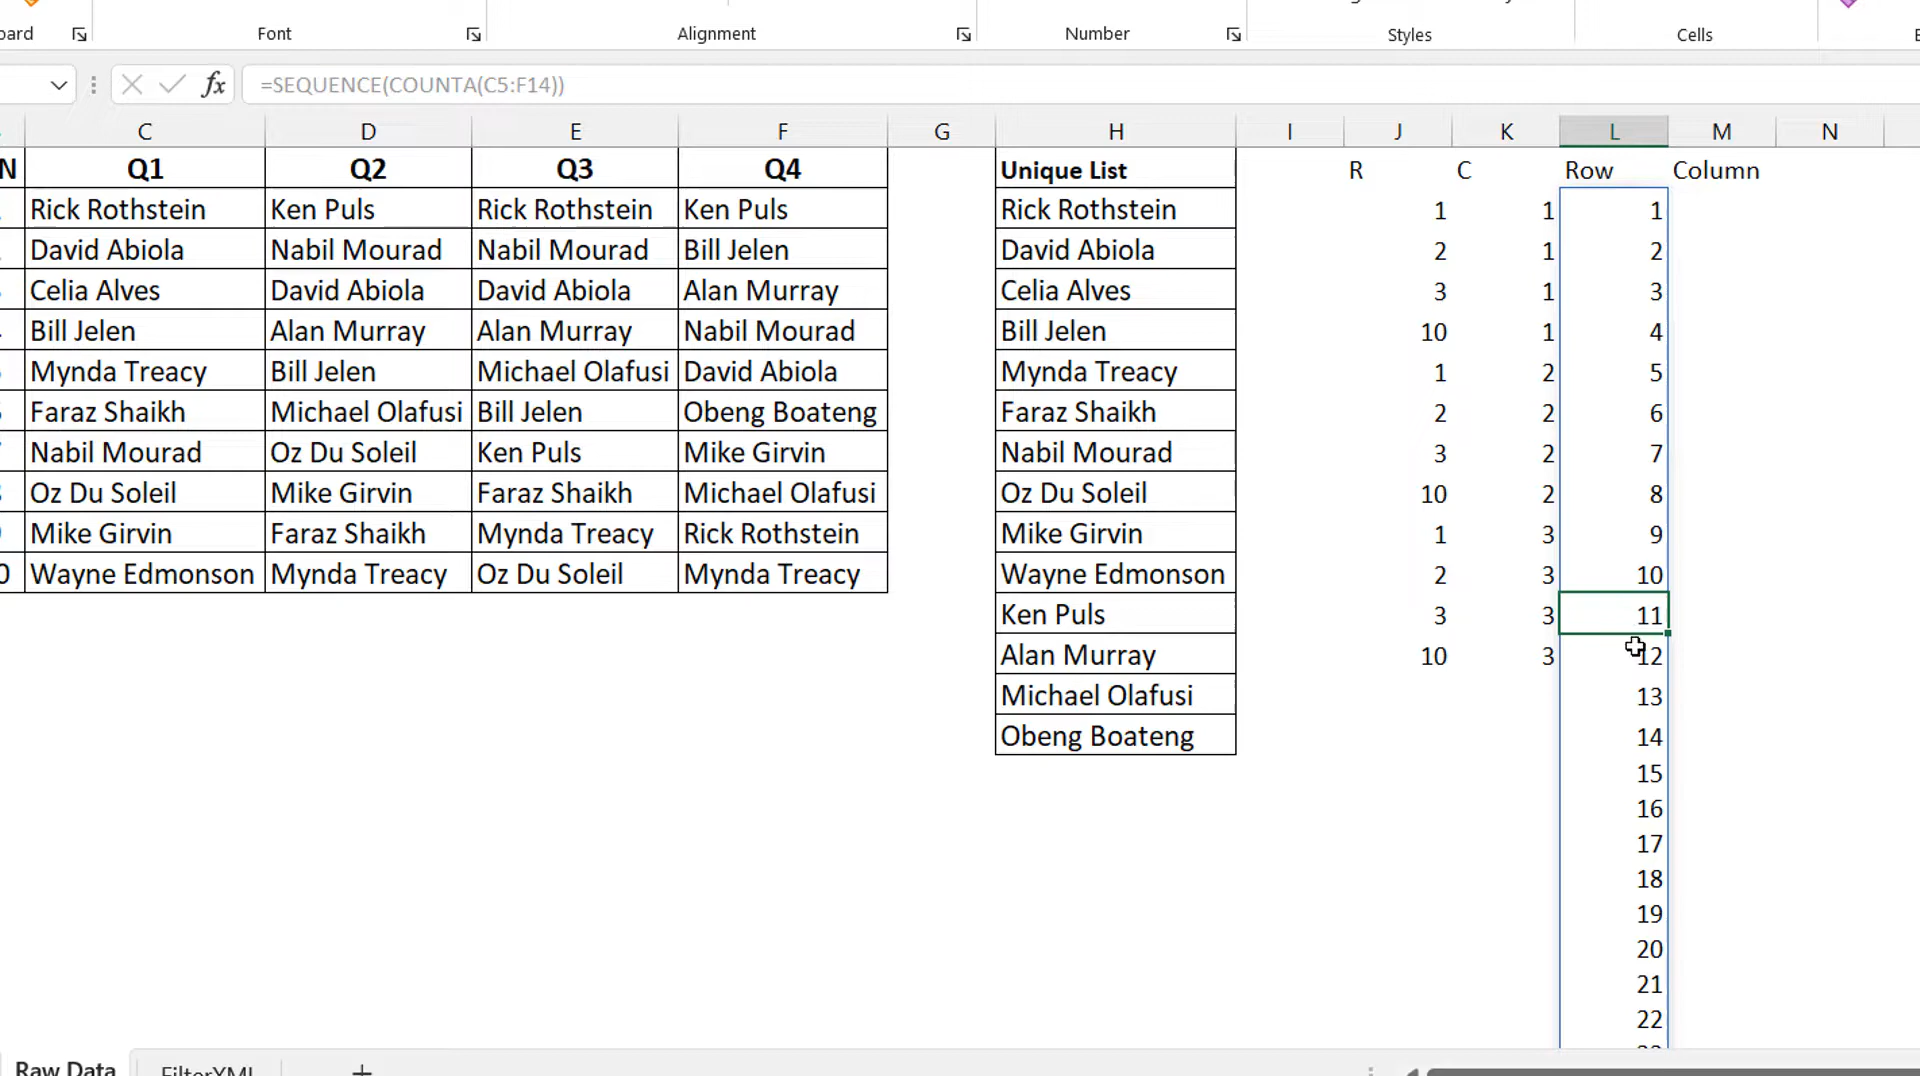 oard Font Alignment Number Styles Cells
fx =SEQUENCE(COUNTA(C5:F14))
C D E F G H I J K L M N
N Q1 Q2 Q3 Q4 Unique List R C Row Column
Rick Rothstein Ken Puls Rick Rothstein Ken Puls Rick Rothstein 1 1 1
David Abiola Nabil Mourad Nabil Mourad Bill Jelen David Abiola 2 1 2
Celia Alves David Abiola David Abiola Alan Murray Celia Alves 3 1 3
Bill Jelen Alan Murray Alan Murray Nabil Mourad Bill Jelen 10 1 4
Mynda Treacy Bill Jelen Michael Olafusi David Abiola Mynda Treacy 1 2 5
Faraz Shaikh Michael Olafusi Bill Jelen Obeng Boateng Faraz Shaikh 2 2 6
Nabil Mourad Oz Du Soleil Ken Puls Mike Girvin Nabil Mourad 3 2 7
Oz Du Soleil Mike Girvin Faraz Shaikh Michael Olafusi Oz Du Soleil 10 2 8
Mike Girvin Faraz Shaikh Mynda Treacy Rick Rothstein Mike Girvin 1 3 9
0 Wayne Edmonson Mynda Treacy Oz Du Soleil Mynda Treacy Wayne Edmonson 2 3 10
Ken Puls 3 3 11
Alan Murray 10 3 12
Michael Olafusi 13
Obeng Boateng 14
15
16
17
18
19
20
21
22
Raw Data FilterXML